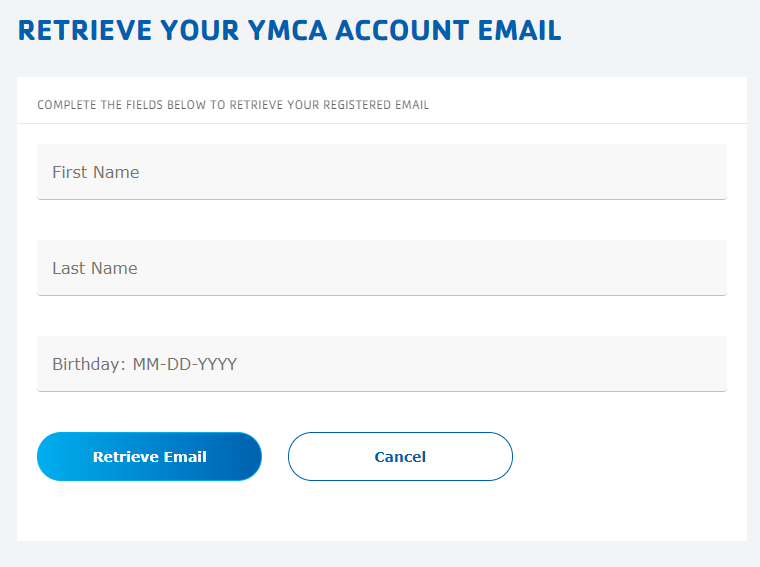 RETRIEVE YOUR YMCA ACCOUNT EMAIL
COMPLETE THE FIELDS BELOW TO RETRIEVE YOUR REGISTERED EMAIL
First Name
Last Name
Birthday: MM-DD-YYYY
Retrieve Email
Cancel